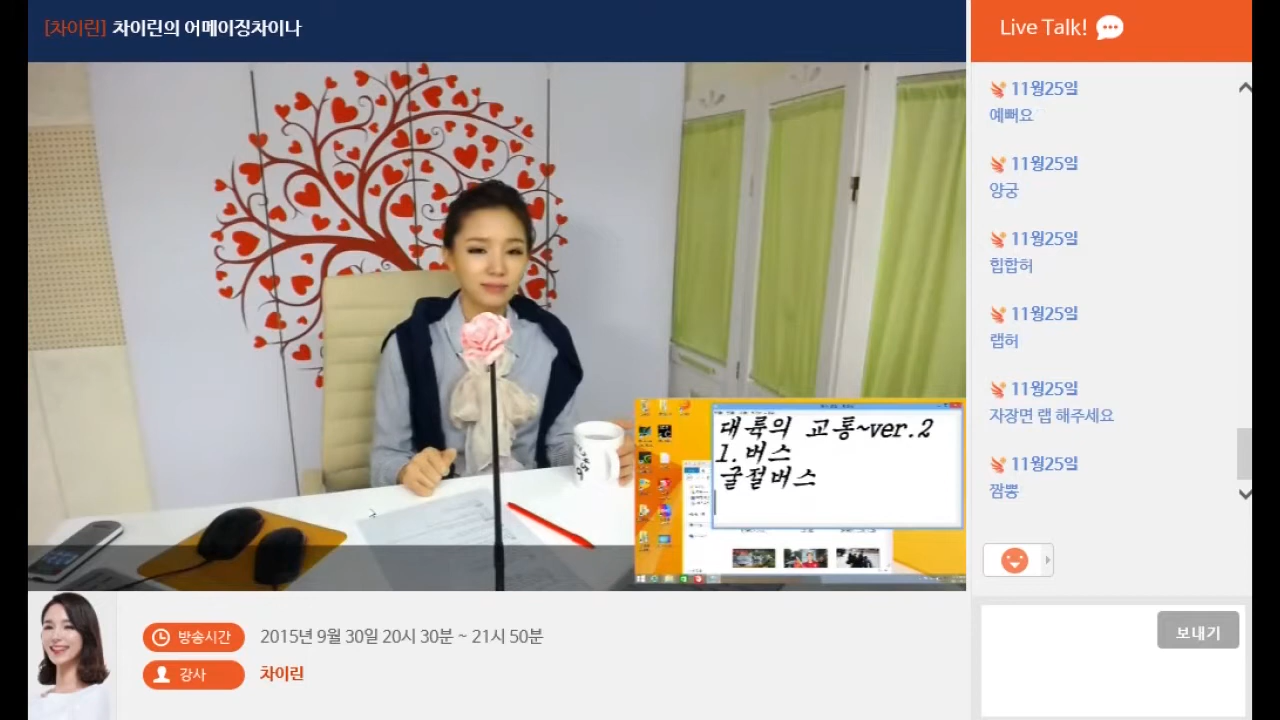 [차이린] 차이린의 어메이징차이나
Live Talk!
11월25일
예뻐요
11월25일
양궁
11월25일
힙합허
11월25일
랩허
11월25일
자장면 랩 해주세요
11월25일
짬뽕
대륙의 교통~ver.2
1.버스
굴절버스
보내기
방송시간 2015년 9월 30일 20시 30분 ~ 21시 50분
강사 차이린